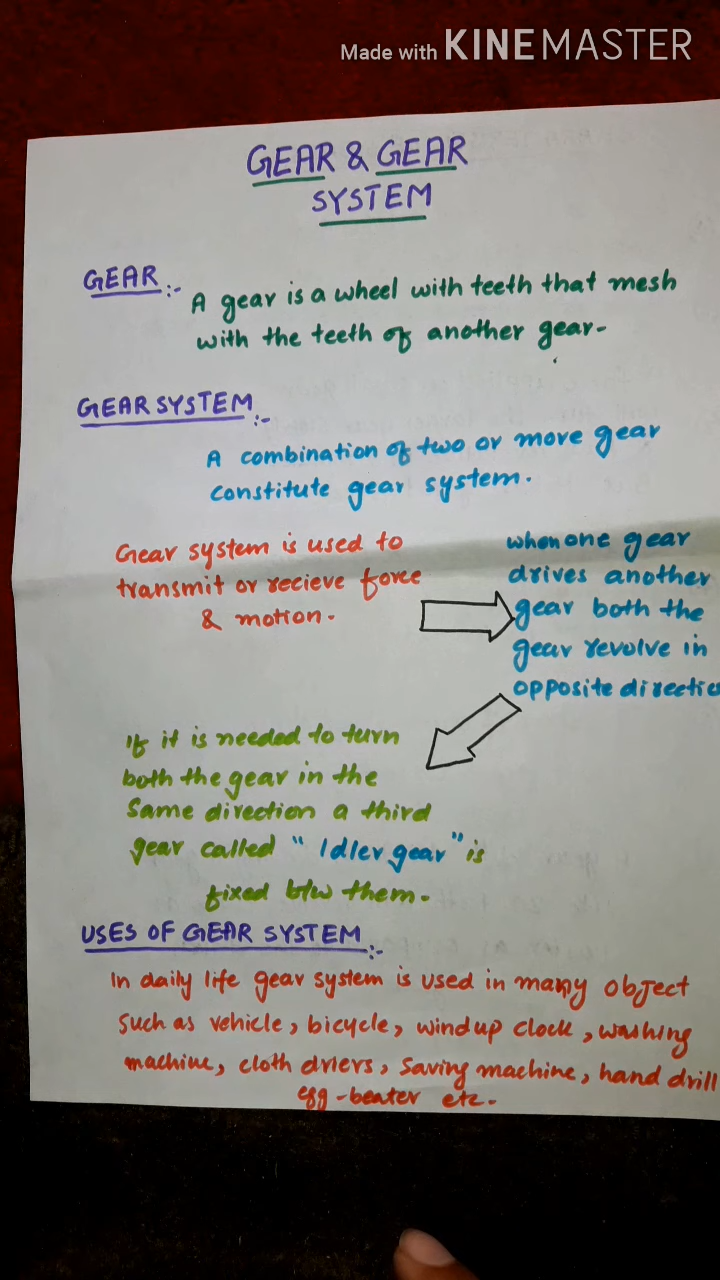 Made with KINEMASTER
GEAR & GEAR
SYSTEM
GEAR :-
A gear is a wheel with teeth that mesh
with the teeth of another gear-
GEAR SYSTEM :-
A combination of two or more gear
constitute gear system.
Gear system is used to
transmit or recieve force
& motion.
when one gear
drives another
gear both the
gear revolve in
opposite directio
If it is needed to turn
both the gear in the
same direction a third
gear called "Idler gear" is
fixed b/w them.
USES OF GEAR SYSTEM :-
In daily life gear system is used in many object
such as vehicle, bicycle, windup clock, washing
machine, cloth driers, saving machine, hand drill
egg-beater etc.